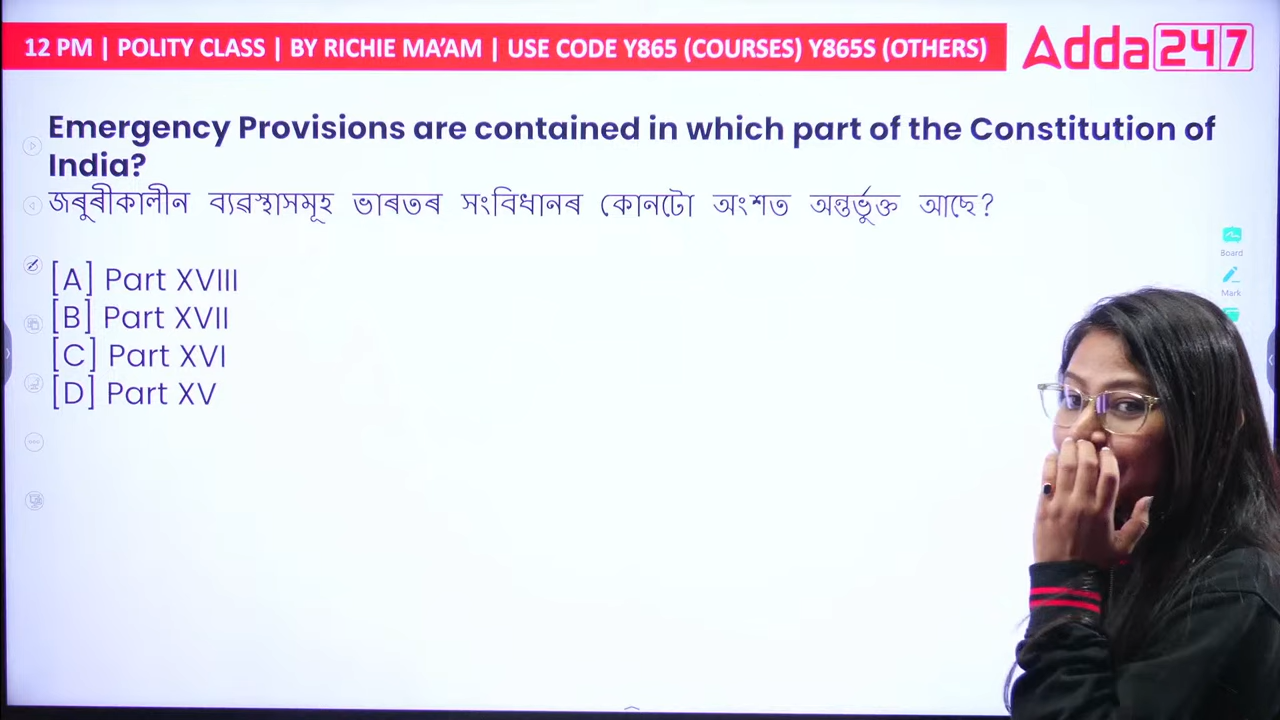 12 PM | POLITY CLASS | BY RICHIE MA'AM | USE CODE Y865 (COURSES) Y865S (OTHERS)
Adda247
Emergency Provisions are contained in which part of the Constitution of
India?
জৰুৰীকালীন ব্যৱস্থাসমূহ ভাৰতৰ সংবিধানৰ কোনটো অংশত অন্তৰ্ভুক্ত আছে?
[A] Part XVIII
[B] Part XVII
[C] Part XVI
[D] Part XV
Board
Mark